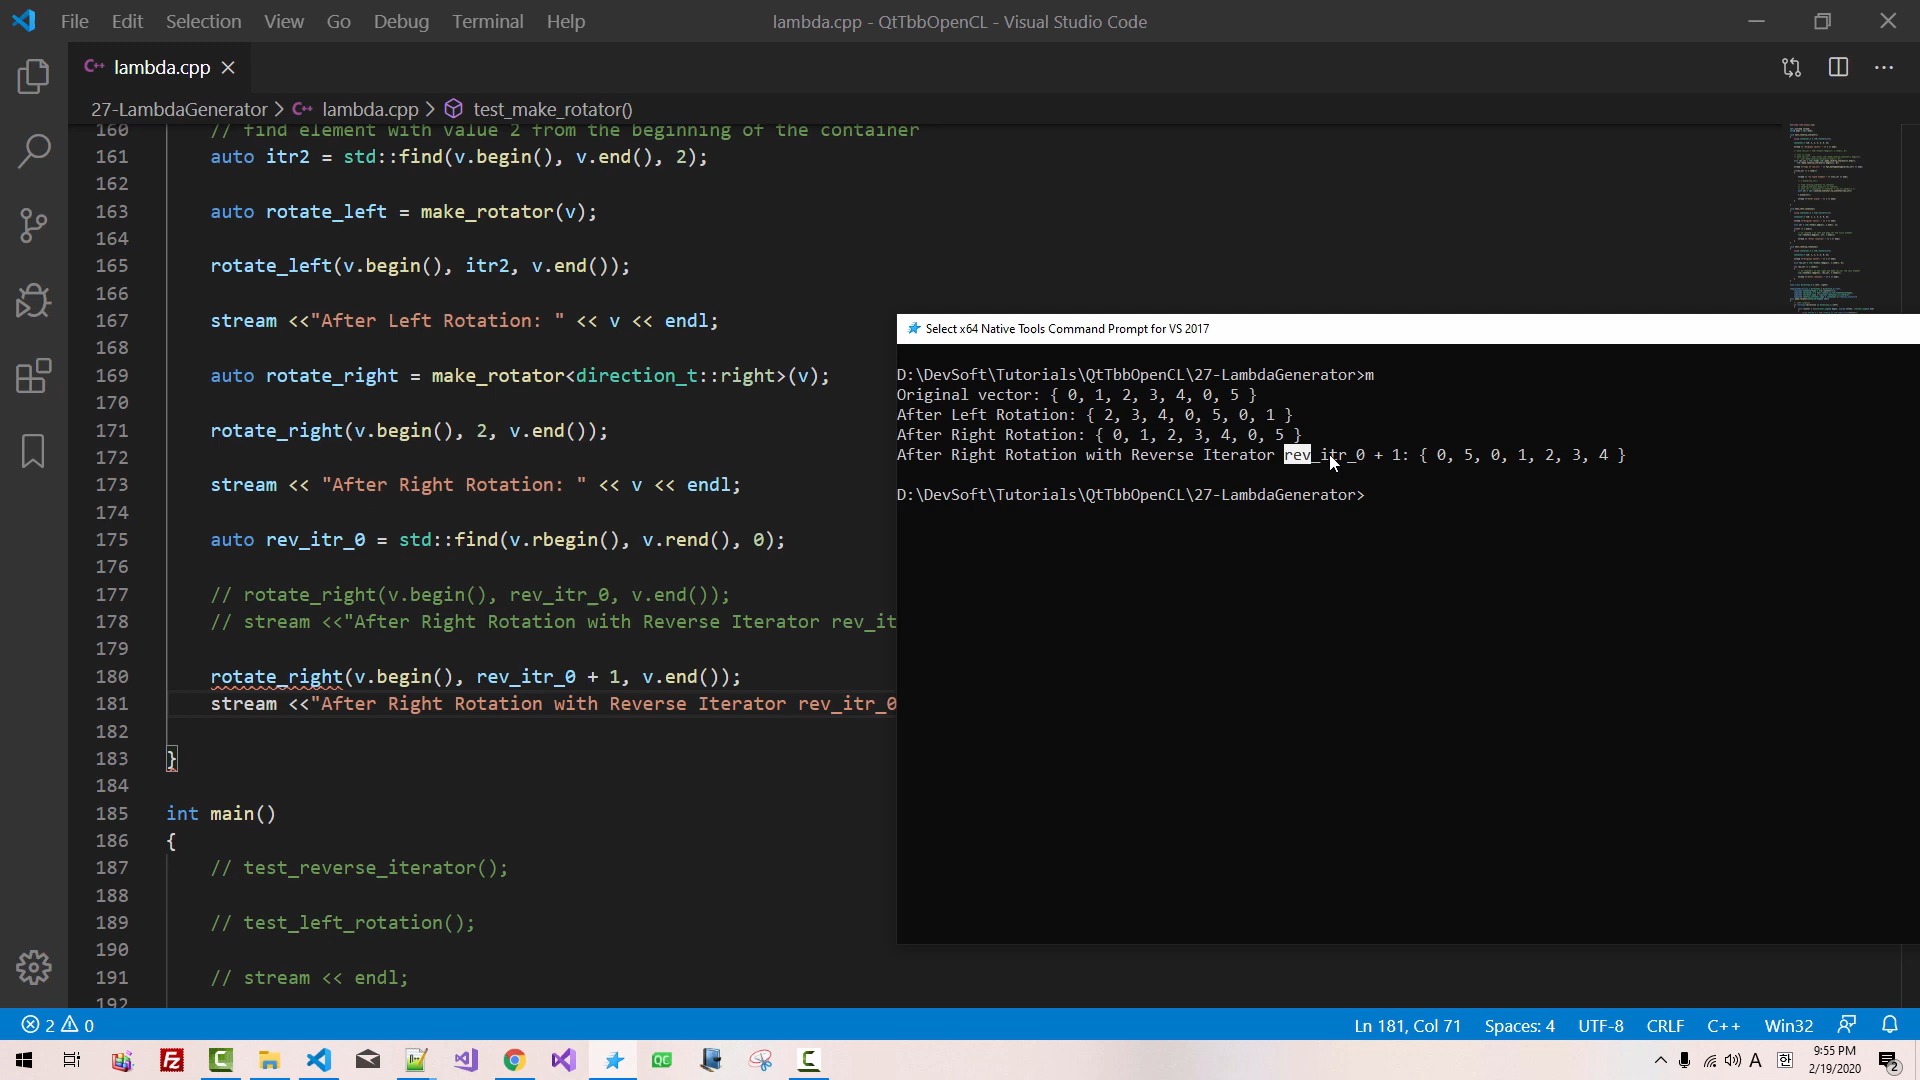 File Edit Selection View Go Debug Terminal Help
lambda.cpp - QtTbbOpenCL - Visual Studio Code
lambda.cpp
27-LambdaGenerator > lambda.cpp > test_make_rotator()
160 // find element with value 2 from the beginning of the container
161 auto itr2 = std::find(v.begin(), v.end(), 2);
162
163 auto rotate_left = make_rotator(v);
164
165 rotate_left(v.begin(), itr2, v.end());
166
167 stream <<"After Left Rotation: " << v << endl;
168
169 auto rotate_right = make_rotator<direction_t::right>(v);
170
171 rotate_right(v.begin(), 2, v.end());
172
173 stream << "After Right Rotation: " << v << endl;
174
175 auto rev_itr_0 = std::find(v.rbegin(), v.rend(), 0);
176
177 // rotate_right(v.begin(), rev_itr_0, v.end());
178 // stream <<"After Right Rotation with Reverse Iterator rev_it
179
180 rotate_right(v.begin(), rev_itr_0 + 1, v.end());
181 stream <<"After Right Rotation with Reverse Iterator rev_itr_0
182
183 }
184
185 int main()
186 {
187 // test_reverse_iterator();
188
189 // test_left_rotation();
190
191 // stream << endl;
192
Select x64 Native Tools Command Prompt for VS 2017
D:\DevSoft\Tutorials\QtTbbOpenCL\27-LambdaGenerator>m
Original vector: { 0, 1, 2, 3, 4, 0, 5 }
After Left Rotation: { 2, 3, 4, 0, 5, 0, 1 }
After Right Rotation: { 0, 1, 2, 3, 4, 0, 5 }
After Right Rotation with Reverse Iterator rev_itr_0 + 1: { 0, 5, 0, 1, 2, 3, 4 }
D:\DevSoft\Tutorials\QtTbbOpenCL\27-LambdaGenerator>
2 0
Ln 181, Col 71 Spaces: 4 UTF-8 CRLF C++ Win32
A 한 9:55 PM
2/19/2020
2